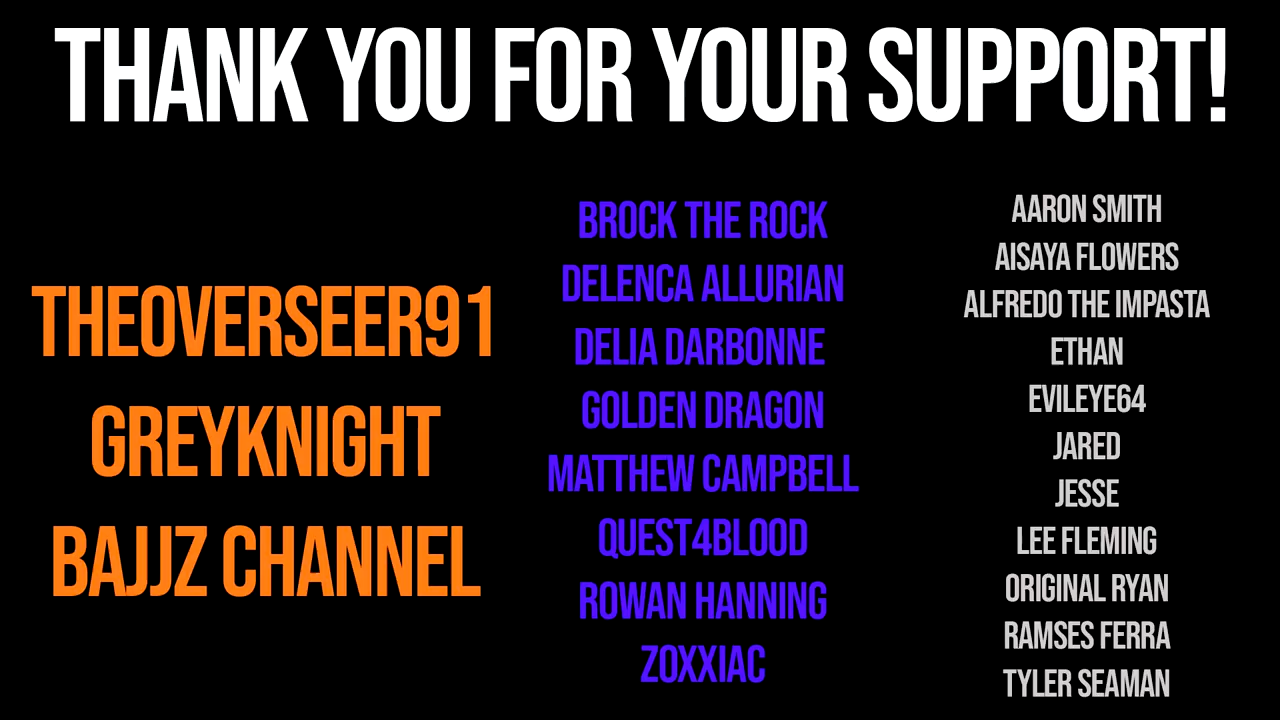 THANK YOU FOR YOUR SUPPORT!
THEOVERSEER91
GREYKNIGHT
BAJJZ CHANNEL
BROCK THE ROCK
DELENCA ALLURIAN
DELIA DARBONNE
GOLDEN DRAGON
MATTHEW CAMPBELL
QUEST4BLOOD
ROWAN HANNING
ZOXXIAC
AARON SMITH
AISAYA FLOWERS
ALFREDO THE IMPASTA
ETHAN
EVILEYE64
JARED
JESSE
LEE FLEMING
ORIGINAL RYAN
RAMSES FERRA
TYLER SEAMAN